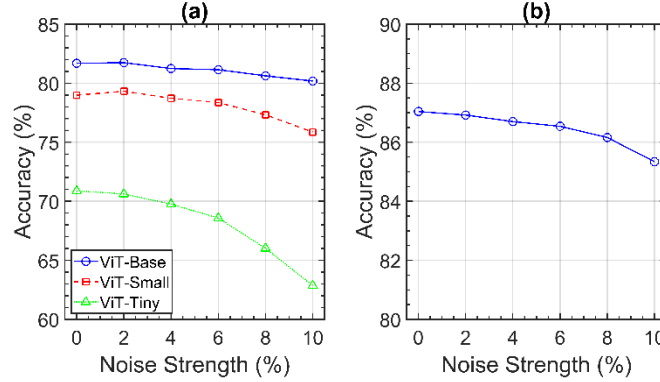 (a)
85
80
75
70
65
60
Accuracy (%)
ViT-Base
ViT-Small
ViT-Tiny
0 2 4 6 8 10
Noise Strength (%)
(b)
90
88
86
84
82
80
Accuracy (%)
0 2 4 6 8 10
Noise Strength (%)